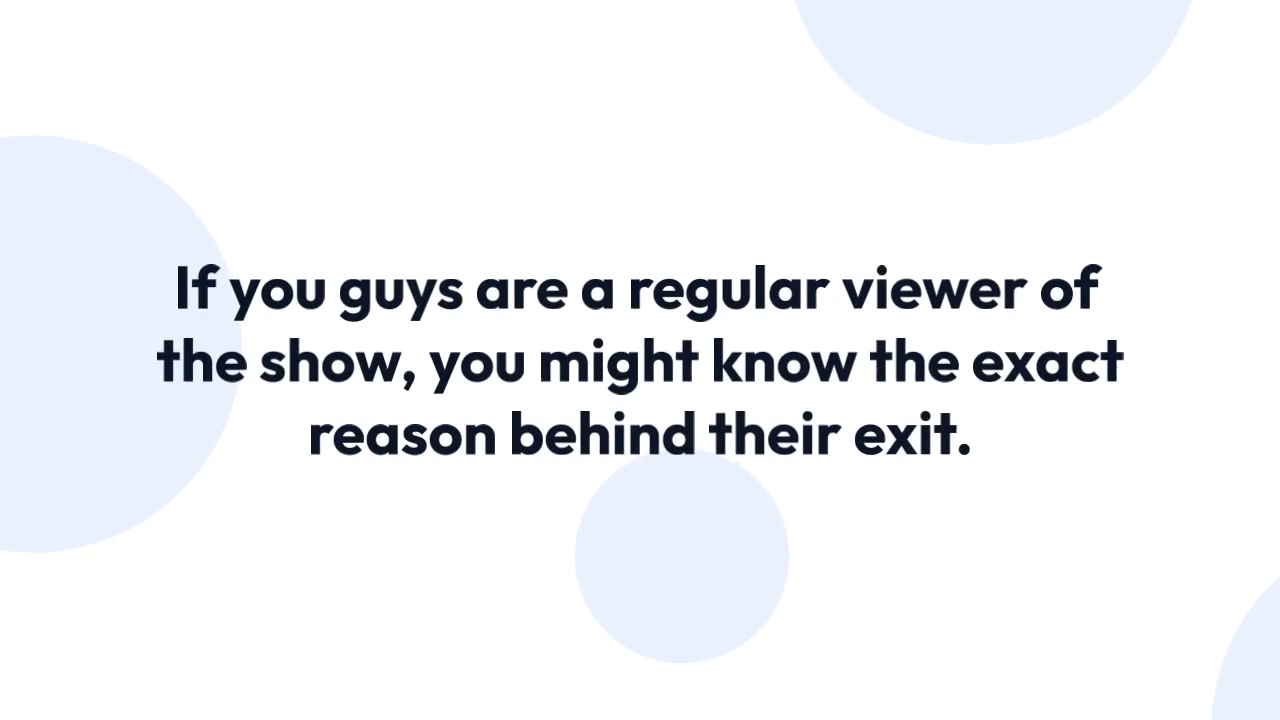 If you guys are a regular viewer of
the show, you might know the exact
reason behind their exit.